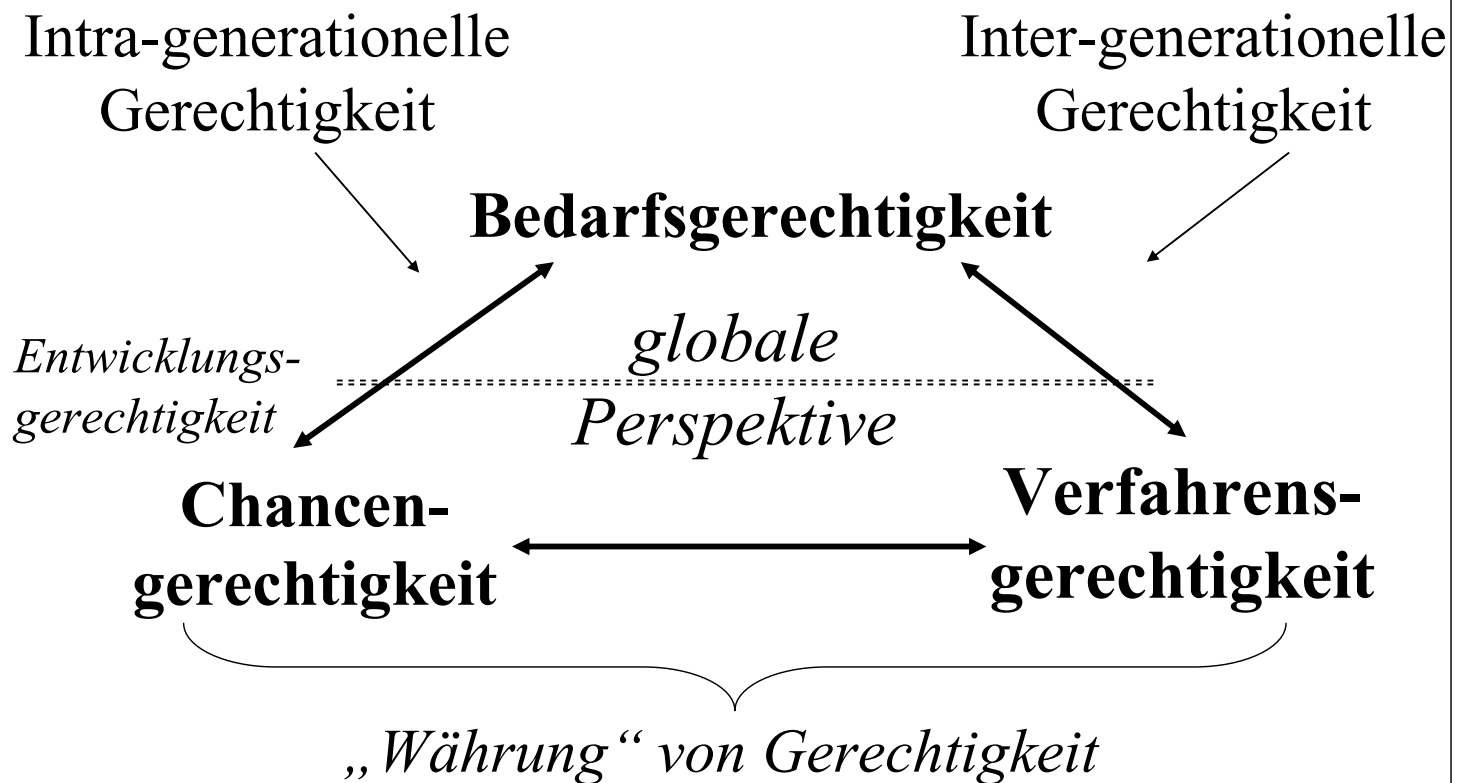 Intra-generationelle
Gerechtigkeit
Inter-generationelle
Gerechtigkeit
Bedarfsgerechtigkeit
globale
Entwicklungs-
gerechtigkeit
Perspektive
Chancen-
gerechtigkeit
Verfahrens-
gerechtigkeit
„Währung“ von Gerechtigkeit